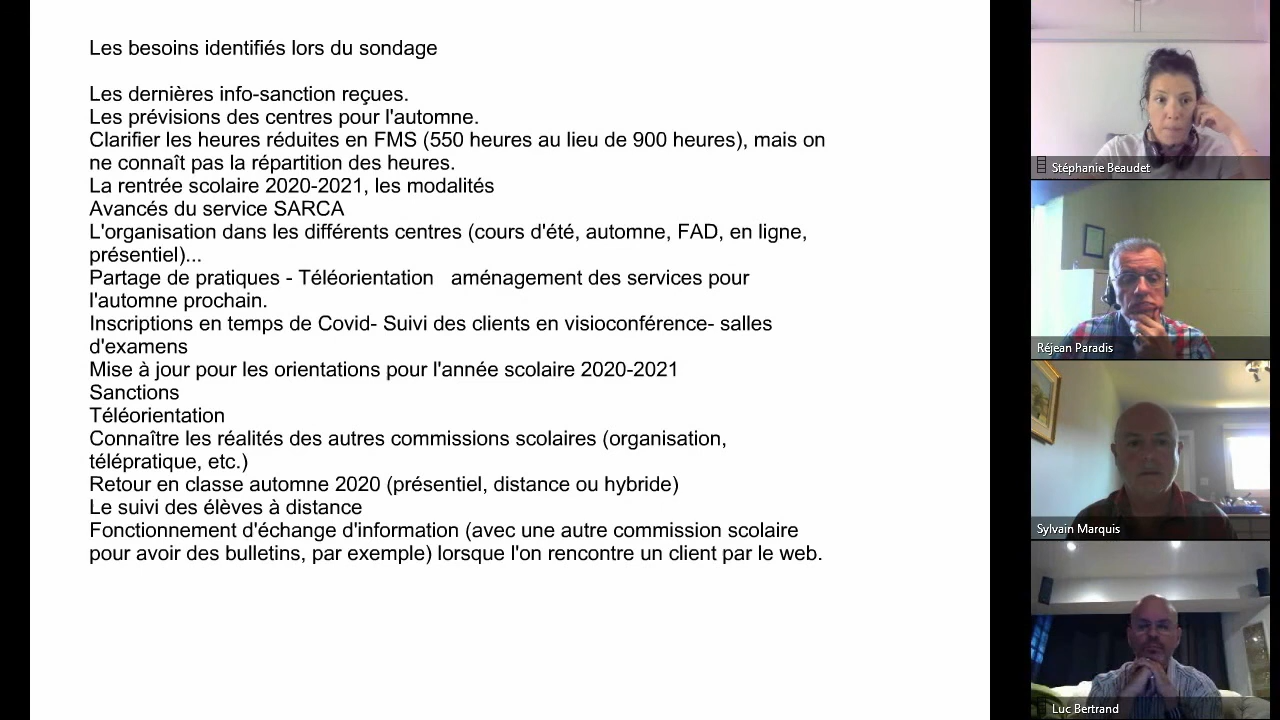 Les besoins identifiés lors du sondage
Les dernières info-sanction reçues.
Les prévisions des centres pour l'automne.
Clarifier les heures réduites en FMS (550 heures au lieu de 900 heures), mais on
ne connaît pas la répartition des heures.
La rentrée scolaire 2020-2021, les modalités
Avancés du service SARCA
L'organisation dans les différents centres (cours d'été, automne, FAD, en ligne,
présentiel)...
Partage de pratiques - Téléorientation   aménagement des services pour
l'automne prochain.
Inscriptions en temps de Covid- Suivi des clients en visioconférence- salles
d'examens
Mise à jour pour les orientations pour l'année scolaire 2020-2021
Sanctions
Téléorientation
Connaître les réalités des autres commissions scolaires (organisation,
télépratique, etc.)
Retour en classe automne 2020 (présentiel, distance ou hybride)
Le suivi des élèves à distance
Fonctionnement d'échange d'information (avec une autre commission scolaire
pour avoir des bulletins, par exemple) lorsque l'on rencontre un client par le web.
Stéphanie Beaudet
Réjean Paradis
Sylvain Marquis
Luc Bertrand